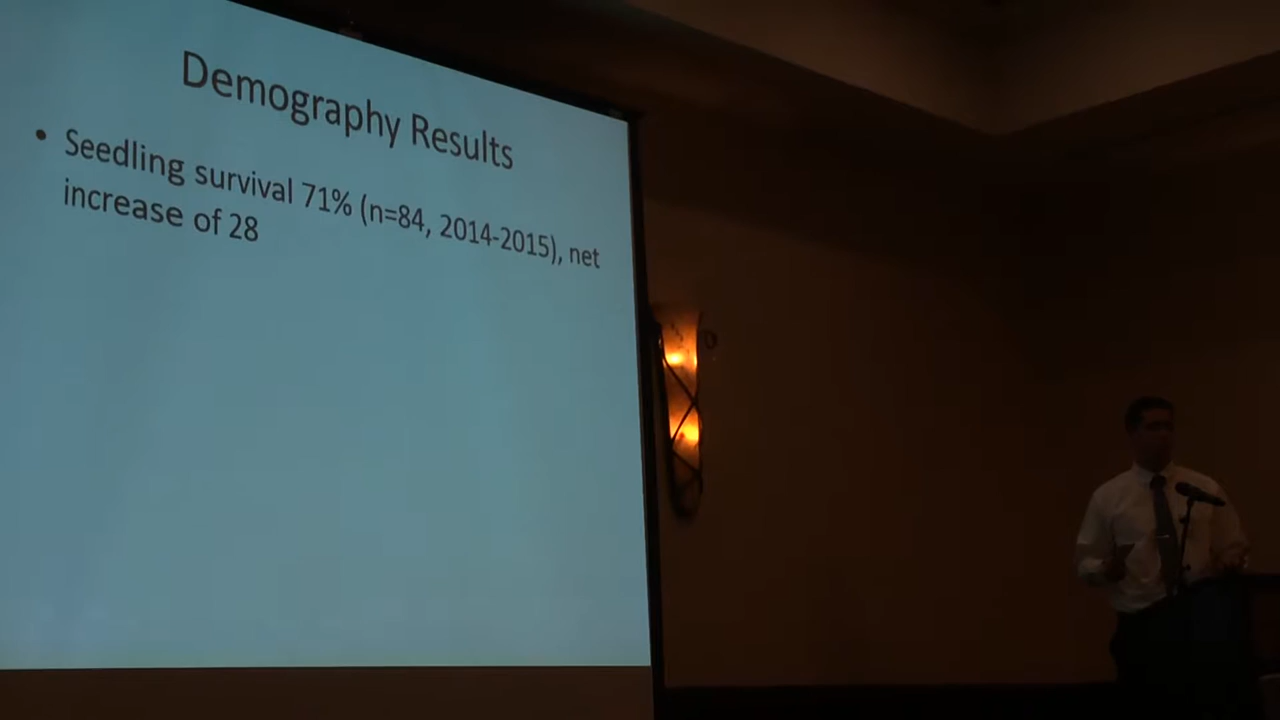 Demography Results
• Seedling survival 71% (n=84, 2014-2015), net
increase of 28